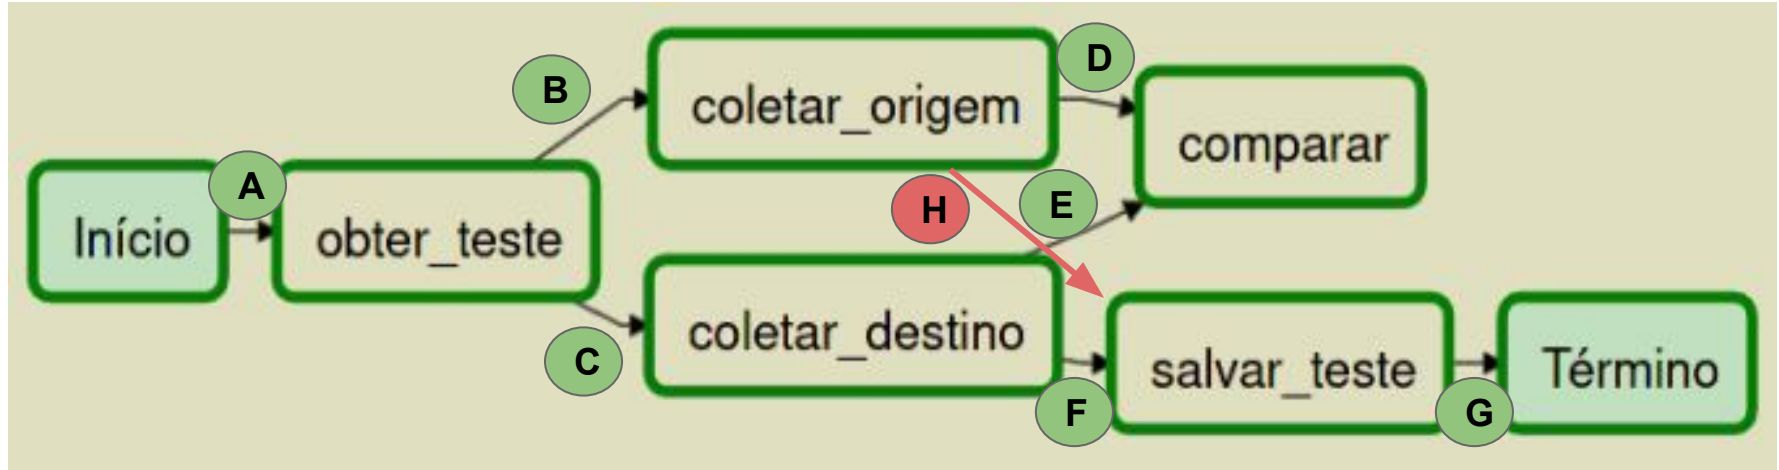 Início
A
obter_teste
B
coletar_origem
D
comparar
C
coletar_destino
H
E
F
salvar_teste
G
Término